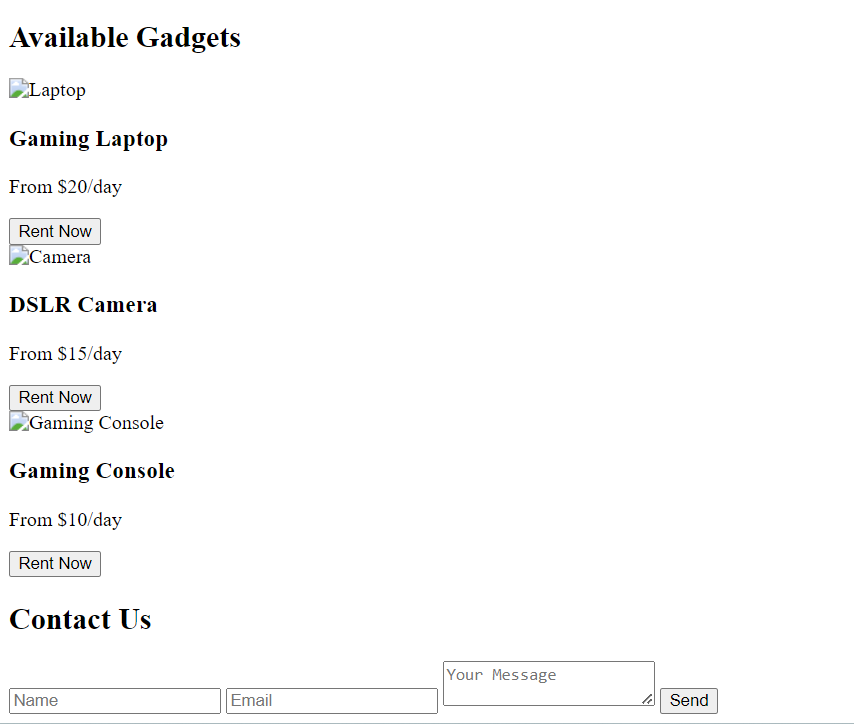 Available Gadgets
Laptop
Gaming Laptop
From $20/day
Rent Now
Camera
DSLR Camera
From $15/day
Rent Now
Gaming Console
Gaming Console
From $10/day
Rent Now
Contact Us
Name Email Your Message Send